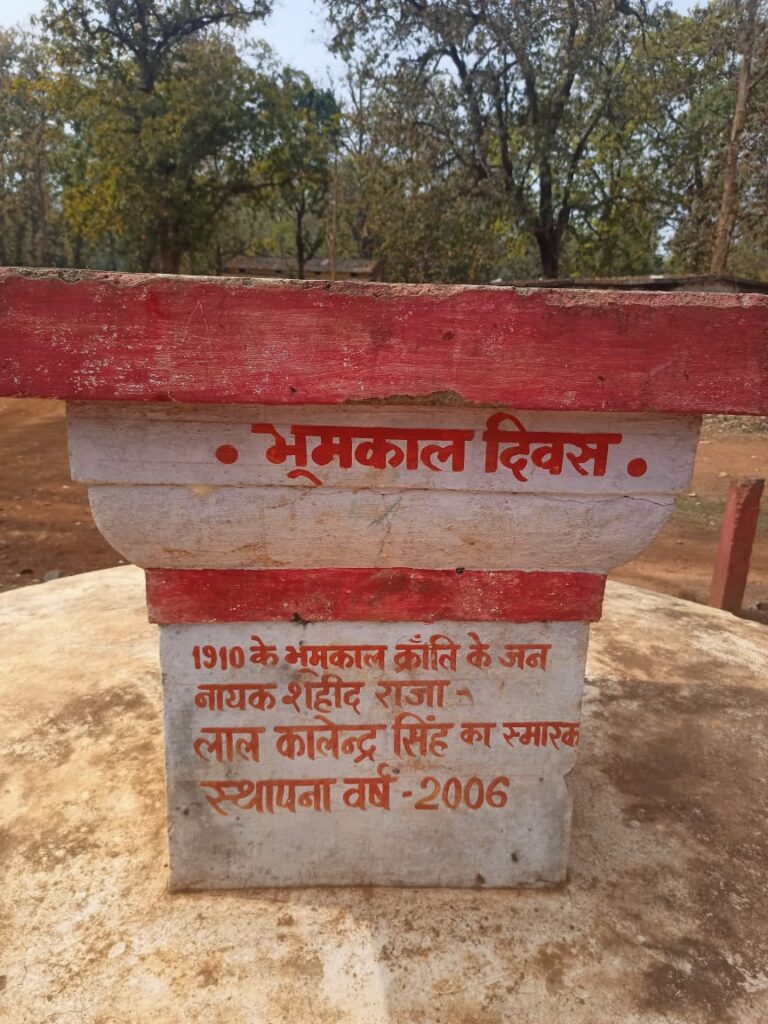 • भूमकाल दिवस •
1910 के भूमकाल क्राँति के जन
नायक शहीद राजा -
लाल कालेन्द्र सिंह का स्मारक
स्थापना वर्ष - 2006